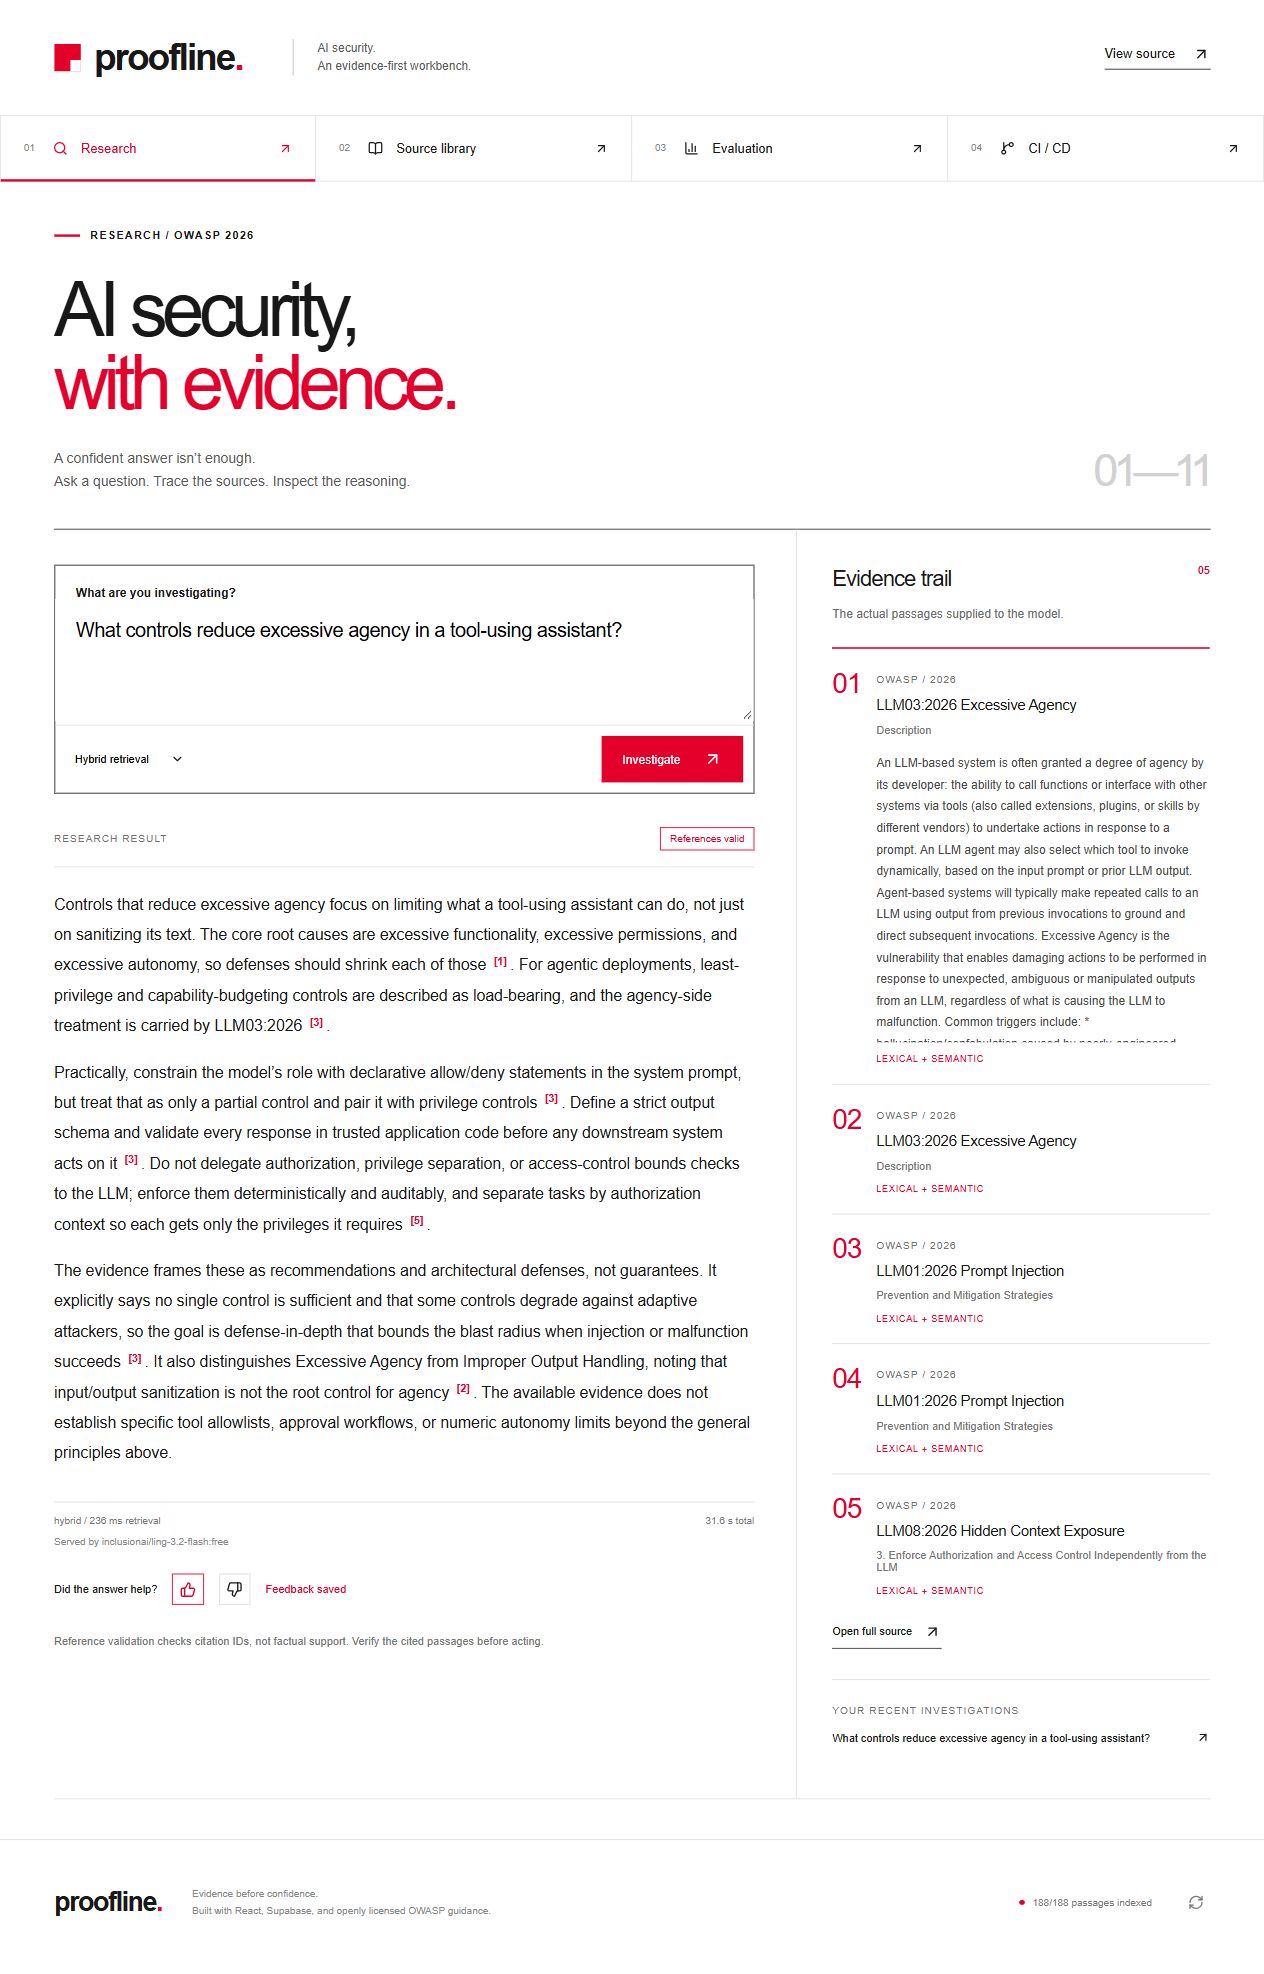 proofline.
AI security.
An evidence-first workbench.
View source
01 Research
02 Source library
03 Evaluation
04 CI / CD
RESEARCH / OWASP 2026
AI security,
with evidence.
A confident answer isn't enough.
Ask a question. Trace the sources. Inspect the reasoning.
01—11
What are you investigating?
What controls reduce excessive agency in a tool-using assistant?
Hybrid retrieval
Investigate
RESEARCH RESULT
References valid
Controls that reduce excessive agency focus on limiting what a tool-using assistant can do, not just
on sanitizing its text. The core root causes are excessive functionality, excessive permissions, and
excessive autonomy, so defenses should shrink each of those [1] . For agentic deployments, least-
privilege and capability-budgeting controls are described as load-bearing, and the agency-side
treatment is carried by LLM03:2026 [3] .
Practically, constrain the model's role with declarative allow/deny statements in the system prompt,
but treat that as only a partial control and pair it with privilege controls [3] . Define a strict output
schema and validate every response in trusted application code before any downstream system
acts on it [3] . Do not delegate authorization, privilege separation, or access-control bounds checks
to the LLM; enforce them deterministically and auditably, and separate tasks by authorization
context so each gets only the privileges it requires [5] .
The evidence frames these as recommendations and architectural defenses, not guarantees. It
explicitly says no single control is sufficient and that some controls degrade against adaptive
attackers, so the goal is defense-in-depth that bounds the blast radius when injection or malfunction
succeeds [3] . It also distinguishes Excessive Agency from Improper Output Handling, noting that
input/output sanitization is not the root control for agency [2] . The available evidence does not
establish specific tool allowlists, approval workflows, or numeric autonomy limits beyond the general
principles above.
hybrid / 236 ms retrieval
31.6 s total
Served by inclusionai/ling-3.2-flash:free
Did the answer help?
Feedback saved
Reference validation checks citation IDs, not factual support. Verify the cited passages before acting.
Evidence trail
05
The actual passages supplied to the model.
01
OWASP / 2026
LLM03:2026 Excessive Agency
Description
An LLM-based system is often granted a degree of agency by
its developer: the ability to call functions or interface with other
systems via tools (also called extensions, plugins, or skills by
different vendors) to undertake actions in response to a
prompt. An LLM agent may also select which tool to invoke
dynamically, based on the input prompt or prior LLM output.
Agent-based systems will typically make repeated calls to an
LLM using output from previous invocations to ground and
direct subsequent invocations. Excessive Agency is the
vulnerability that enables damaging actions to be performed in
response to unexpected, ambiguous or manipulated outputs
from an LLM, regardless of what is causing the LLM to
malfunction. Common triggers include: *
LEXICAL + SEMANTIC
02
OWASP / 2026
LLM03:2026 Excessive Agency
Description
LEXICAL + SEMANTIC
03
OWASP / 2026
LLM01:2026 Prompt Injection
Prevention and Mitigation Strategies
LEXICAL + SEMANTIC
04
OWASP / 2026
LLM01:2026 Prompt Injection
Prevention and Mitigation Strategies
LEXICAL + SEMANTIC
05
OWASP / 2026
LLM08:2026 Hidden Context Exposure
3. Enforce Authorization and Access Control Independently from the
LLM
LEXICAL + SEMANTIC
Open full source
YOUR RECENT INVESTIGATIONS
What controls reduce excessive agency in a tool-using assistant?
proofline.
Evidence before confidence.
Built with React, Supabase, and openly licensed OWASP guidance.
188/188 passages indexed